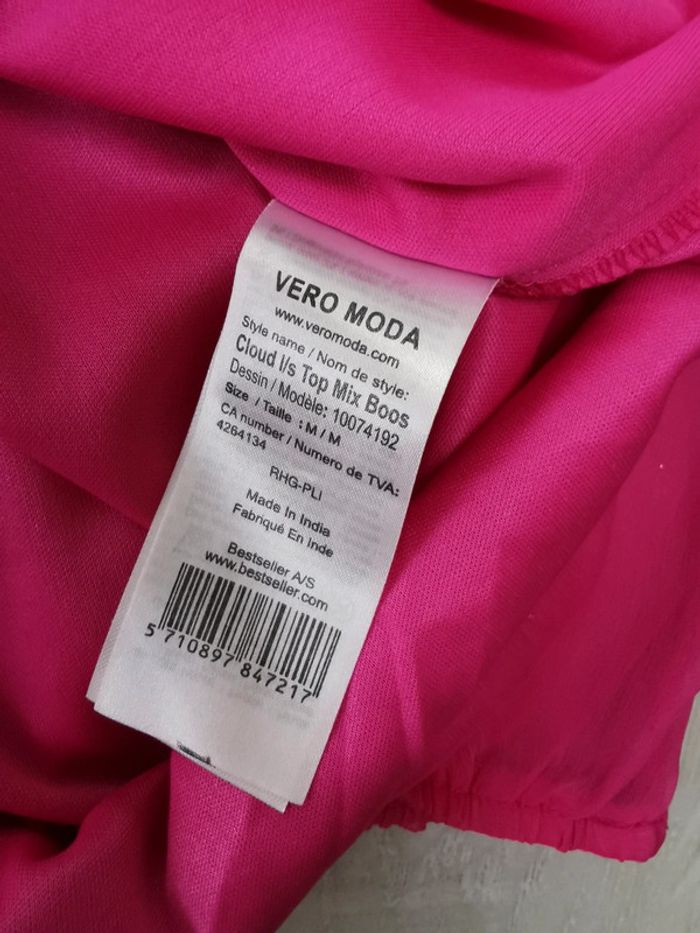 VERO MODA
www.veromoda.com
Style name / Nom de style:
Cloud l/s Top Mix Boos
Dessin / Modèle: 10074192
Size / Taille : M / M
CA number / Numero de TVA:
4284134
RHG-PLI
Made In India
Fabriqué En Inde
Bestseller A/S
www.bestseller.com
5 710897 847217